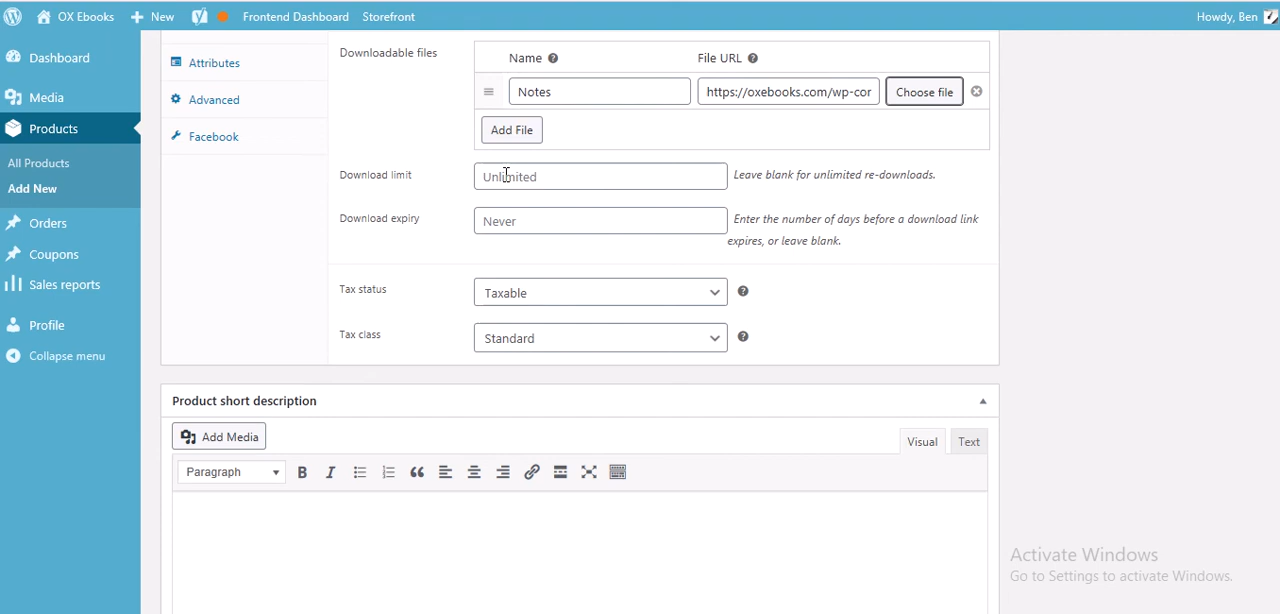 OX Ebooks
New
Frontend Dashboard
Storefront
Howdy, Ben
Dashboard
Media
Products
All Products
Add New
Orders
Coupons
Sales reports
Profile
Collapse menu
Attributes
Advanced
Facebook
Downloadable files
Name
File URL
Notes
https://oxebooks.com/wp-cor
Choose file
Add File
Download limit
Unlimited
Leave blank for unlimited re-downloads.
Download expiry
Never
Enter the number of days before a download link
expires, or leave blank.
Tax status
Taxable
Tax class
Standard
Product short description
Add Media
Visual
Text
Paragraph
B
I
Activate Windows
Go to Settings to activate Windows.